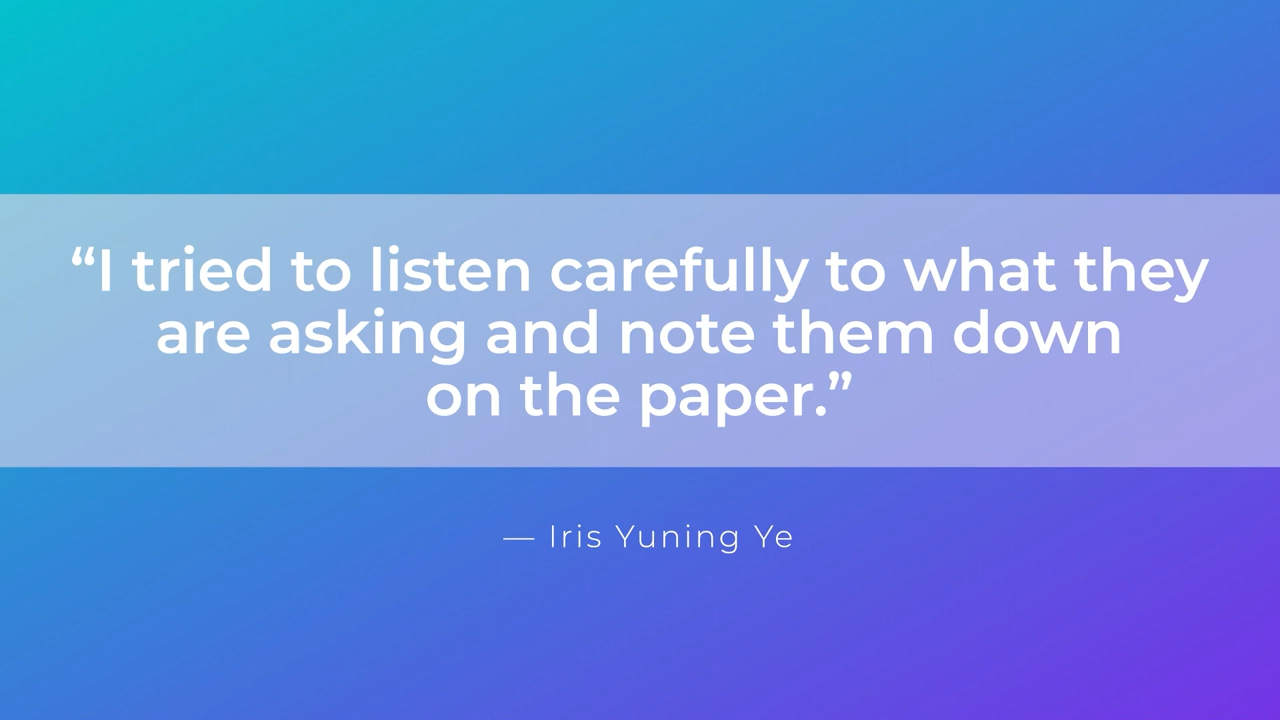 “I tried to listen carefully to what they
are asking and note them down
on the paper.”
— Iris Yuning Ye